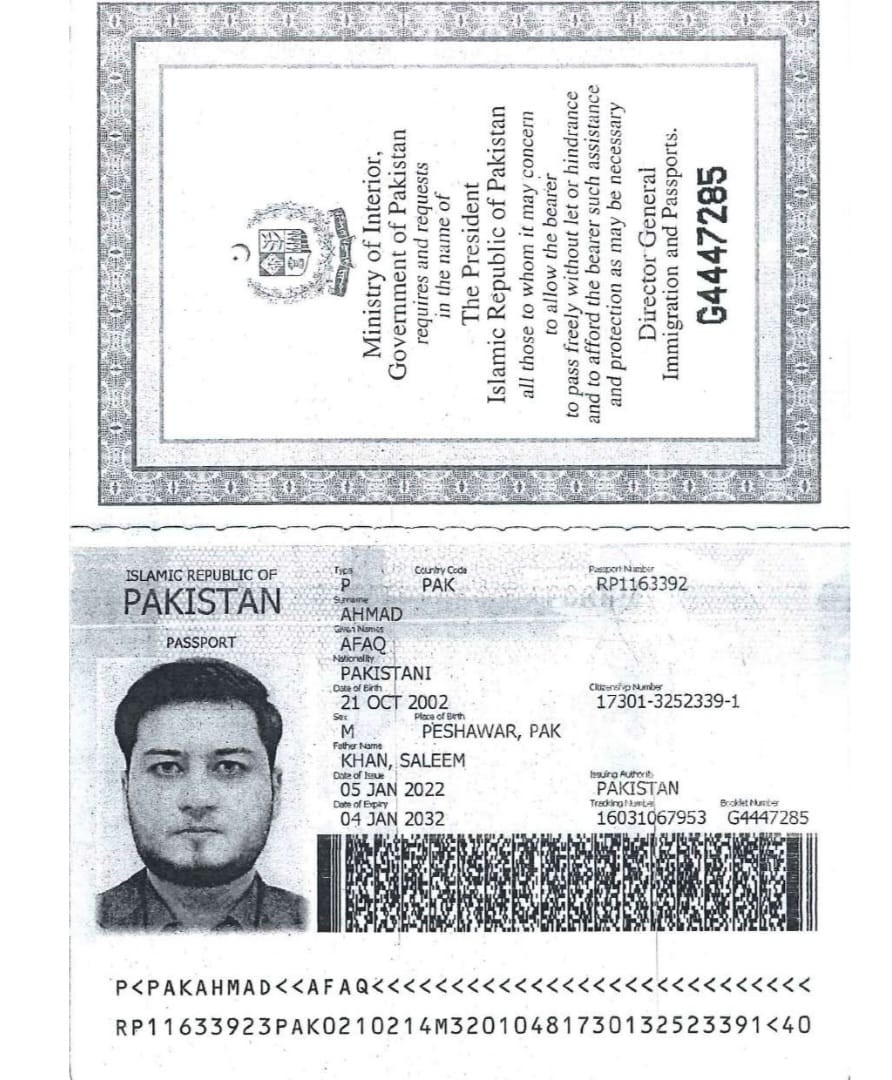 Ministry of Interior,
Government of Pakistan
requires and requests
in the name of
The President
Islamic Republic of Pakistan
all those to whom it may concern
to allow the bearer
to pass freely without let or hindrance
and to afford the bearer such assistance
and protection as may be necessary
Director General
Immigration and Passports.
G4447285
ISLAMIC REPUBLIC OF
PAKISTAN
PASSPORT
Type Country Code Passport Number
P PAK RP1163392
Surname
AHMAD
Given Names
AFAQ
Nationality
PAKISTANI
Date of Birth Citizenship Number
21 OCT 2002 17301-3252339-1
Sex Place of Birth
M PESHAWAR, PAK
Father Name
KHAN, SALEEM
Date of Issue Issuing Authority
05 JAN 2022 PAKISTAN
Date of Expiry Tracking Number Booklet Number
04 JAN 2032 16031067953 G4447285
P<PAKAHMAD<<AFAQ<<<<<<<<<<<<<<<<<<<<<<<<<<<<
RP11633923PAK0210214M3201048173013252​3391<40